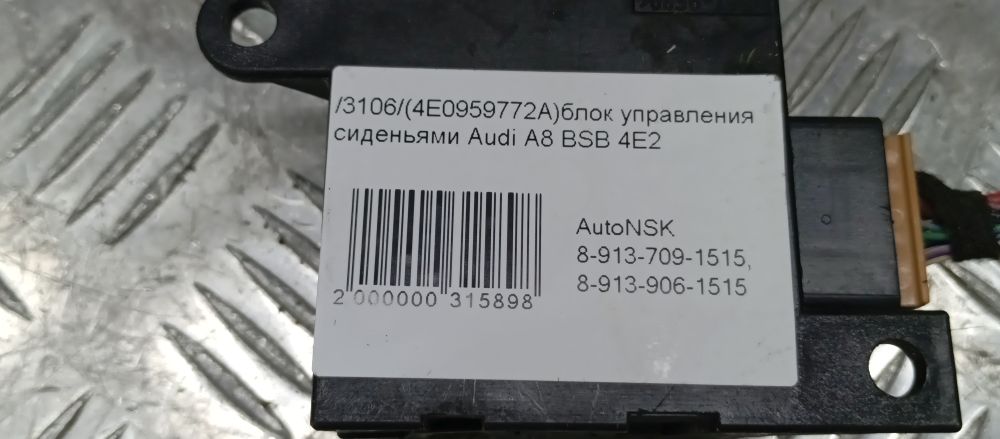 /3106/(4E0959772A)блок управления
сиденьями Audi A8 BSB 4E2
AutoNSK
8-913-709-1515,
8-913-906-1515
2 000000 315898